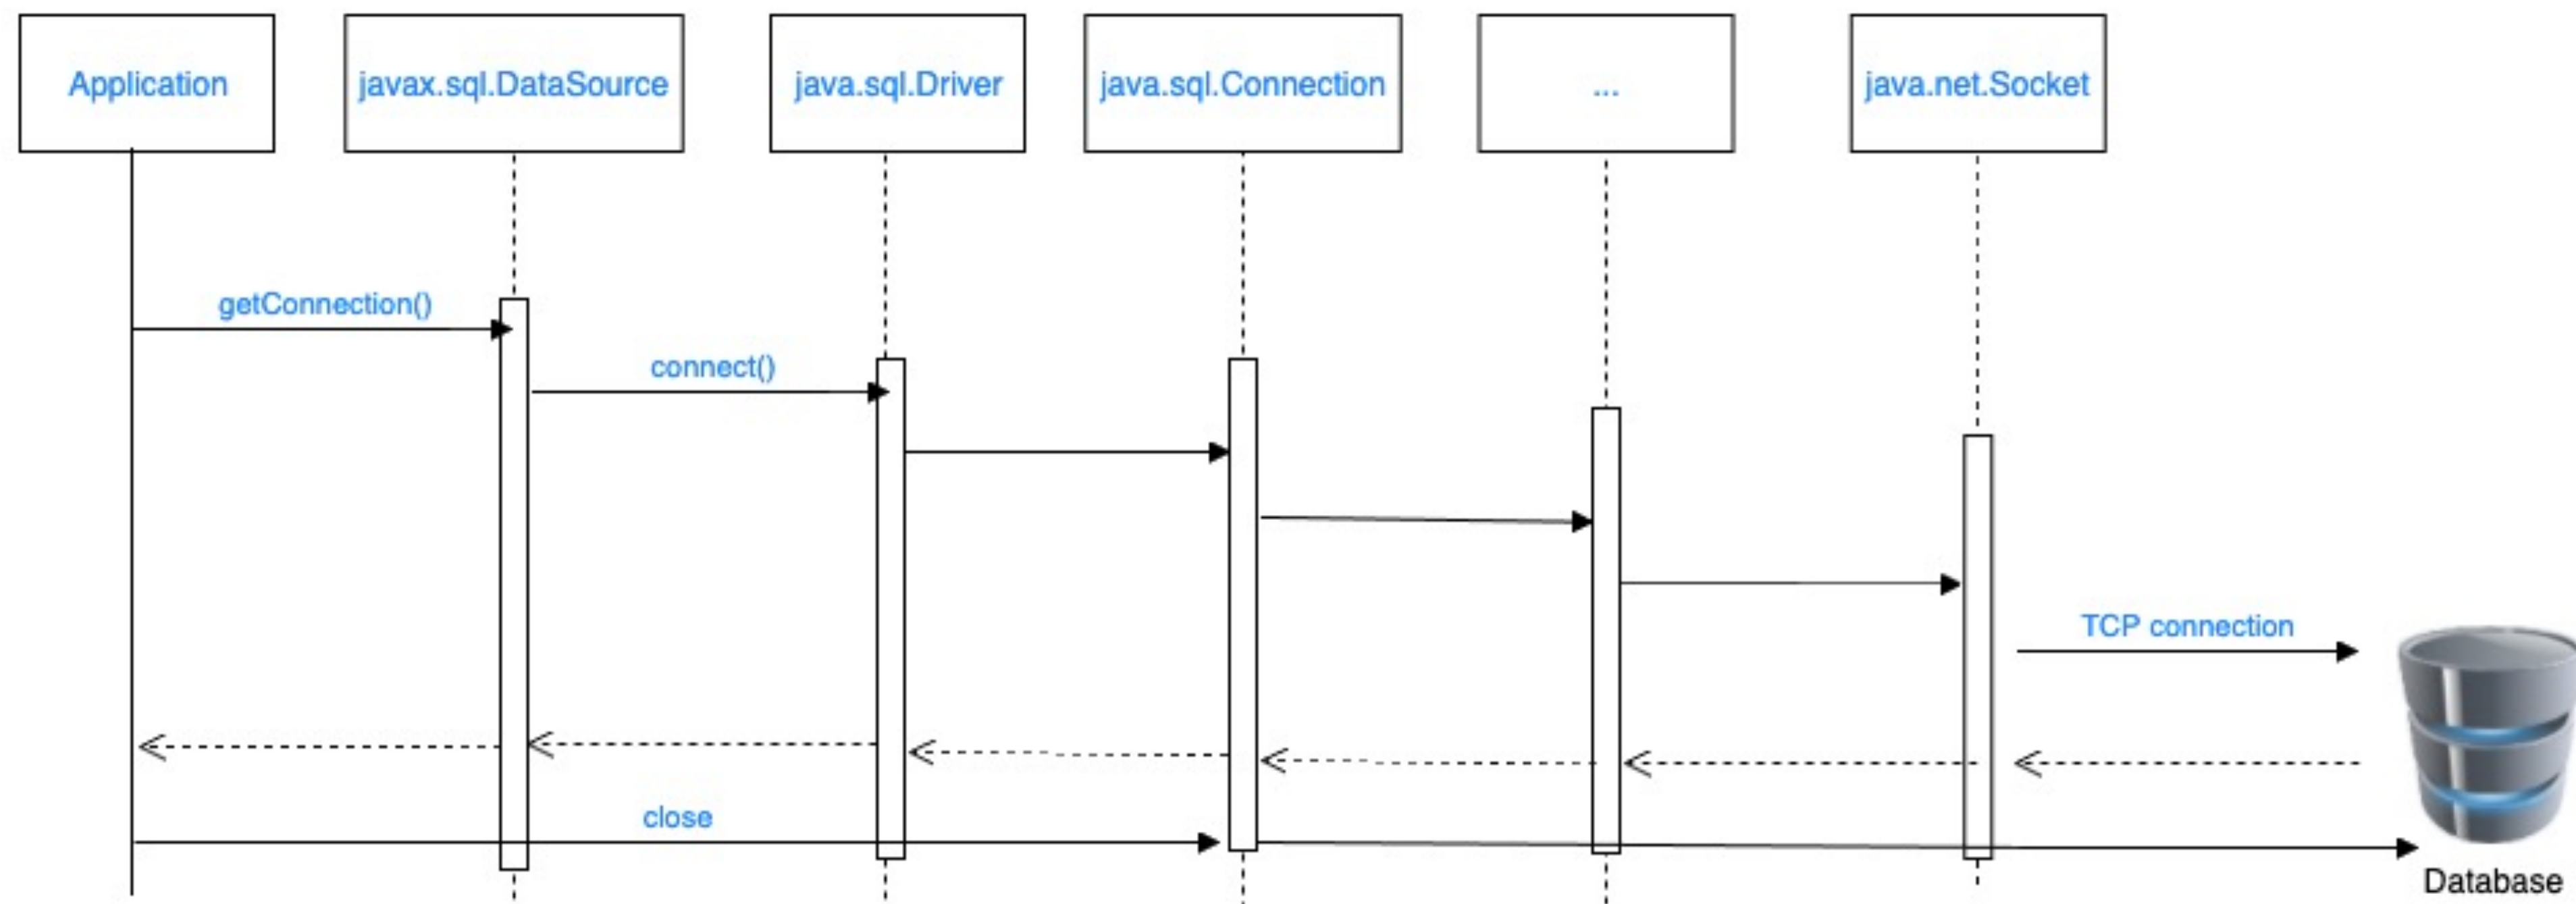 Application
javax.sql.DataSource
java.sql.Driver
java.sql.Connection
...
java.net.Socket
getConnection()
connect()
TCP connection
close
Database